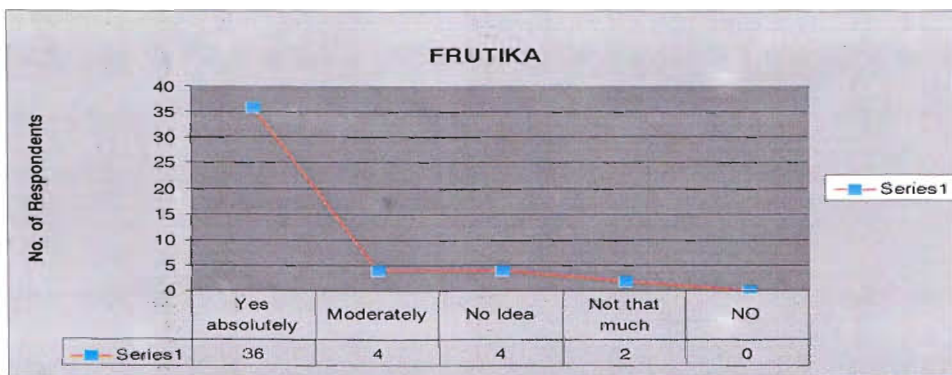 FRUTIKA
No. of Respondents
40
35
30
25
20
15
10
5
0
Yes absolutely Moderately No Idea Not that much NO
Series1 36 4 4 2 0
Series1